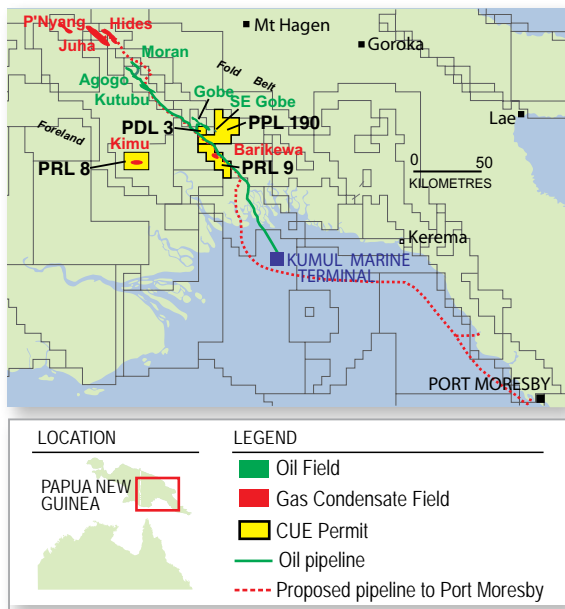 P'Nyang
Hides
Juha
Mt Hagen
Goroka
Moran
Agogo
Kutubu
Fold Belt
Gobe
SE Gobe
Lae
Foreland
PDL 3
PPL 190
Kimu
Barikewa
PRL 8
PRL 9
0 50
KILOMETRES
Kerema
KUMUL MARINE
TERMINAL
PORT MORESBY
LOCATION
PAPUA NEW
GUINEA
LEGEND
Oil Field
Gas Condensate Field
CUE Permit
Oil pipeline
Proposed pipeline to Port Moresby